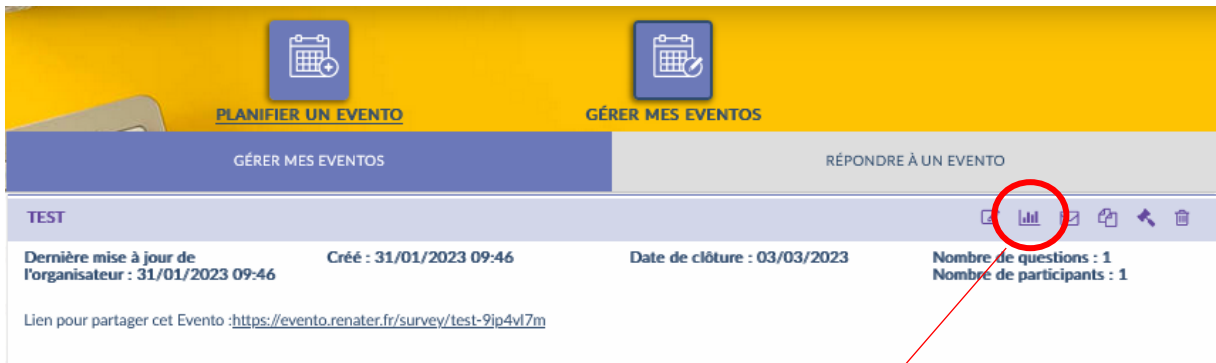 PLANIFIER UN EVENTO
GÉRER MES EVENTOS
GÉRER MES EVENTOS
RÉPONDRE À UN EVENTO
TEST
Dernière mise à jour de
l'organisateur : 31/01/2023 09:46
Créé : 31/01/2023 09:46
Date de clôture : 03/03/2023
Nombre de questions : 1
Nombre de participants : 1
Lien pour partager cet Evento :https://evento.renater.fr/survey/test-9ip4vl7m